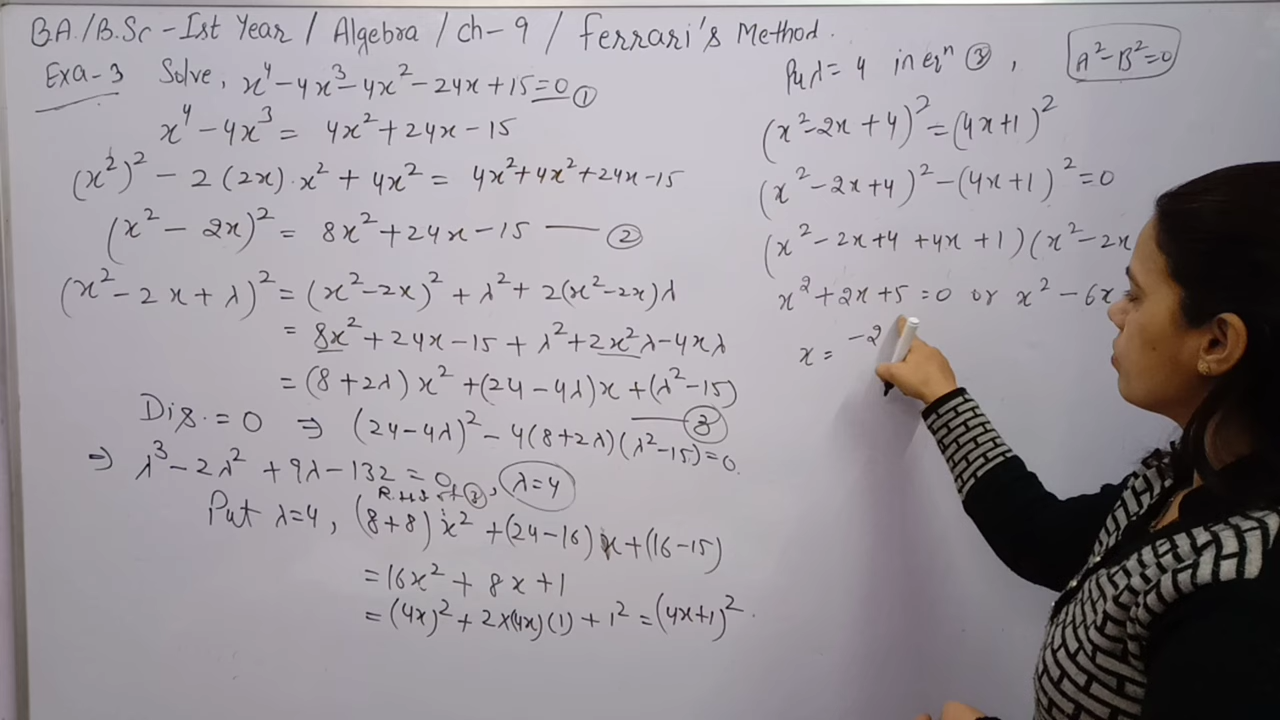 B.A./B.Sc - Ist Year / Algebra / ch - 9 / Ferrari's Method.
Exa-3 Solve, x⁴ - 4x³ - 4x² - 24x + 15 = 0 ①
x⁴ - 4x³ = 4x² + 24x - 15
(x²)² - 2(2x).x² + 4x² = 4x² + 4x² + 24x - 15
(x² - 2x)² = 8x² + 24x - 15 — ②
(x² - 2x + λ)² = (x² - 2x)² + λ² + 2(x² - 2x)λ
= 8x² + 24x - 15 + λ² + 2x²λ - 4xλ
= (8 + 2λ)x² + (24 - 4λ)x + (λ² - 15)
— ③
Dis. = 0 ⇒ (24 - 4λ)² - 4(8 + 2λ)(λ² - 15) = 0.
⇒ λ³ - 2λ² + 9λ - 132 = 0, λ = 4
R.H.S of ③
Put λ = 4, (8 + 8)x² + (24 - 16)x + (16 - 15)
= 16x² + 8x + 1
= (4x)² + 2×(4x)(1) + 1² = (4x + 1)².
Put λ = 4 in eqⁿ ③, A² - B² = 0
(x² - 2x + 4)² = (4x + 1)²
(x² - 2x + 4)² - (4x + 1)² = 0
(x² - 2x + 4 + 4x + 1)(x² - 2x
x² + 2x + 5 = 0 or x² - 6x
x = -2